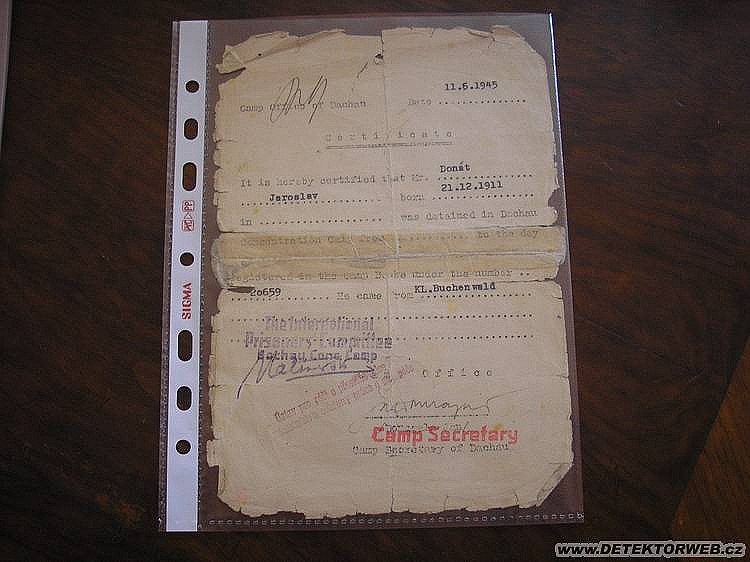 11.6.1945
Camp Office of Dachau Date
Certificate
It is hereby certified that Mr. Donát
Jaroslav born 21.12.1911
in was detained in Dachau
concentration Camp from to the day
registered in the Camp Books under the number
20659 He came from KL.Buchenwald
The International
Prisoners Committee
Dachau Conc. Camp
Office
Camp Secretary
Camp Secretary of Dachau
SIGMA
PP
www.DETEKTORWEB.cz